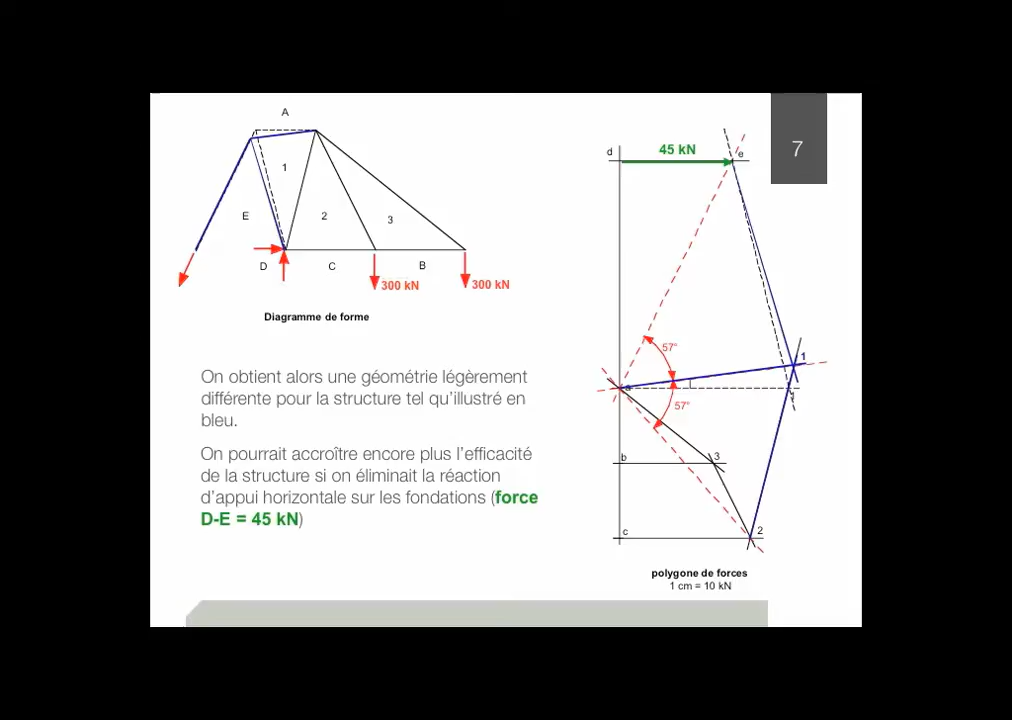 A
1
E
2
3
D
C
B
300 kN
300 kN
Diagramme de forme
On obtient alors une géométrie légèrement
différente pour la structure tel qu'illustré en
bleu.
On pourrait accroître encore plus l'efficacité
de la structure si on éliminait la réaction
d'appui horizontale sur les fondations (force
D-E = 45 kN)
7
d
45 kN
e
57°
1
a
1
57°
b
3
c
2
polygone de forces
1 cm = 10 kN